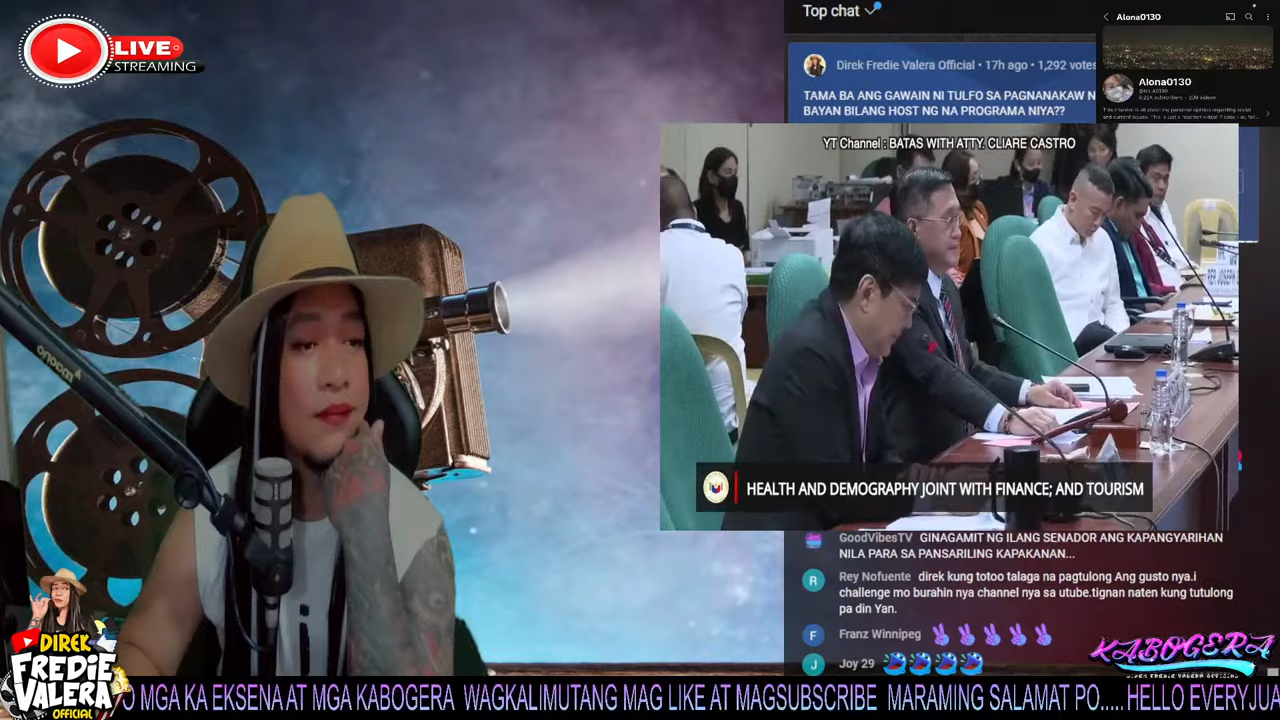 LIVE
STREAMING
Top chat
Direk Fredie Valera Official • 17h ago • 1,292 votes
TAMA BA ANG GAWAIN NI TULFO SA PAGNANAKAW N
BAYAN BILANG HOST NG NA PROGRAMA NIYA??
Alona0130
Alona0130
YT Channel : BATAS WITH ATTY. CLIARE CASTRO
maono
HEALTH AND DEMOGRAPHY JOINT WITH FINANCE; AND TOURISM
GoodVibesTV GINAGAMIT NG ILANG SENADOR ANG KAPANGYARIHAN
NILA PARA SA PANSARILING KAPAKANAN...
R
Rey Nofuente direk kung totoo talaga na pagtulong Ang gusto nya.i
challenge mo burahin nya channel nya sa utube.tignan naten kung tutulong
pa din Yan.
F
Franz Winnipeg
J
Joy 29
DIREK
FREDIE
VALERA
OFFICIAL
KABOGERA
O MGA KA EKSENA AT MGA KABOGERA WAGKALIMUTANG MAG LIKE AT MAGSUBSCRIBE MARAMING SALAMAT PO..... HELLO EVERYJUA